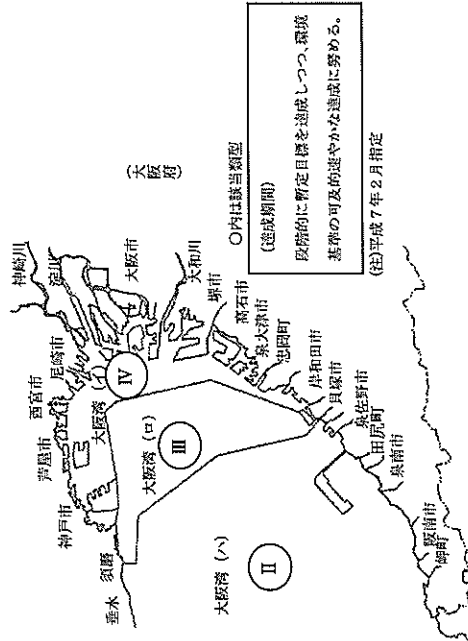 神崎川
淀川
大阪市
大和川
堺市
高石市
泉大津市
忠岡町
岸和田市
貝塚市
泉佐野市
田尻町
泉南市
阪南市
岬町
尼崎市
西宮市
芦屋市
神戸市
須磨
垂水
大阪湾（イ）
Ⅳ
大阪湾（ロ）
Ⅲ
大阪湾（ハ）
Ⅱ
（大阪府）
○内は該当類型
（達成期間）
段階的に暫定目標を達成しつつ、環境
基準の可及的速やかな達成に努める。
(注)平成７年２月指定